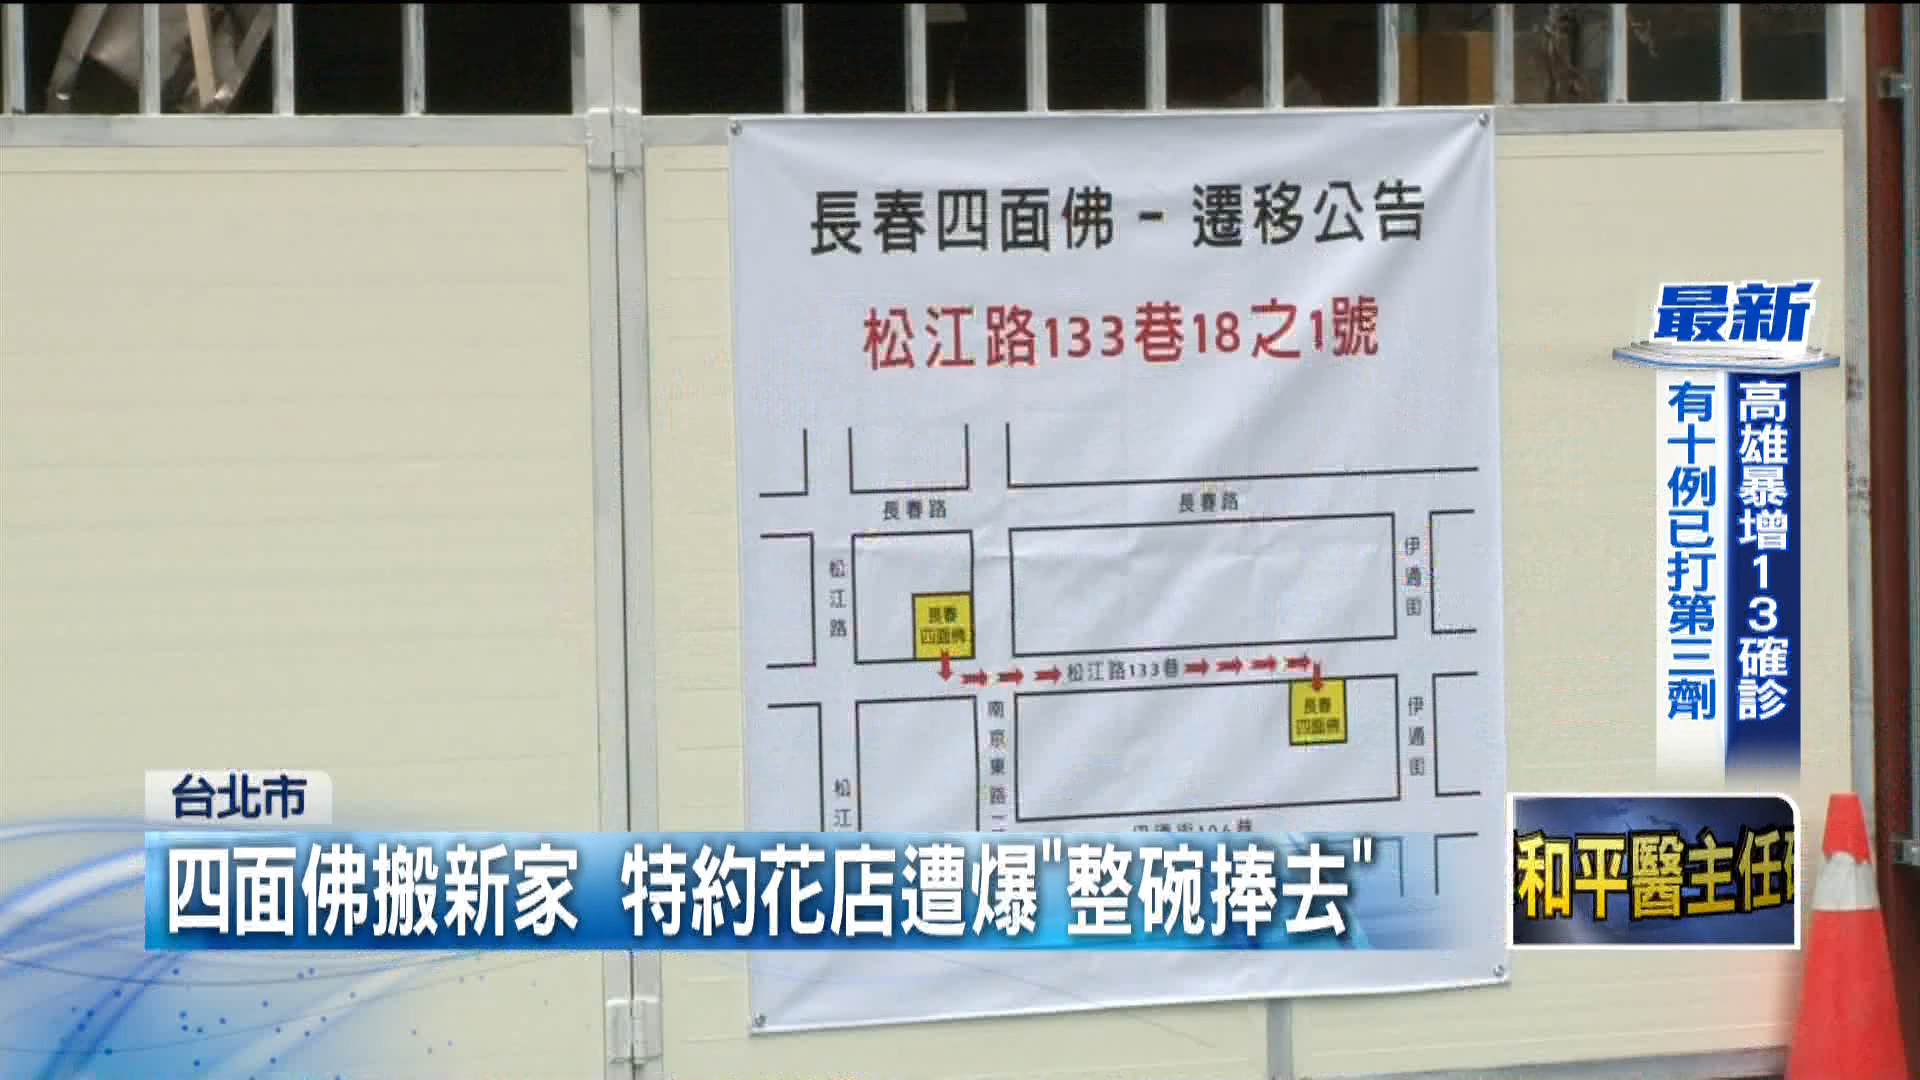 長春四面佛 - 遷移公告
松江路133巷18之1號
長春路
長春路
松江路
伊通街
長春
四面佛
松江路133巷
長春
四面佛
南京東路
伊通街
松江
最新
高雄暴增13確診
有十例已打第三劑
台北市
四面佛搬新家 特約花店遭爆"整碗捧去"
和平醫主任